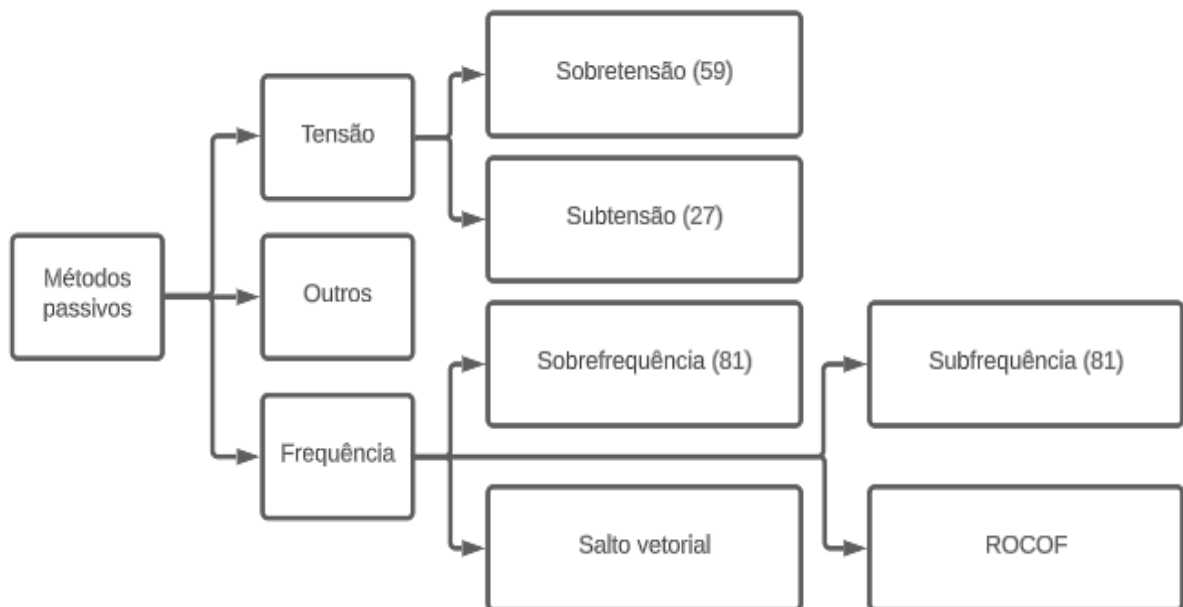 Sobretensão (59)
Tensão
Subtensão (27)
Métodos
passivos
Outros
Sobrefrequência (81)
Subfrequência (81)
Frequência
Salto vetorial
ROCOF